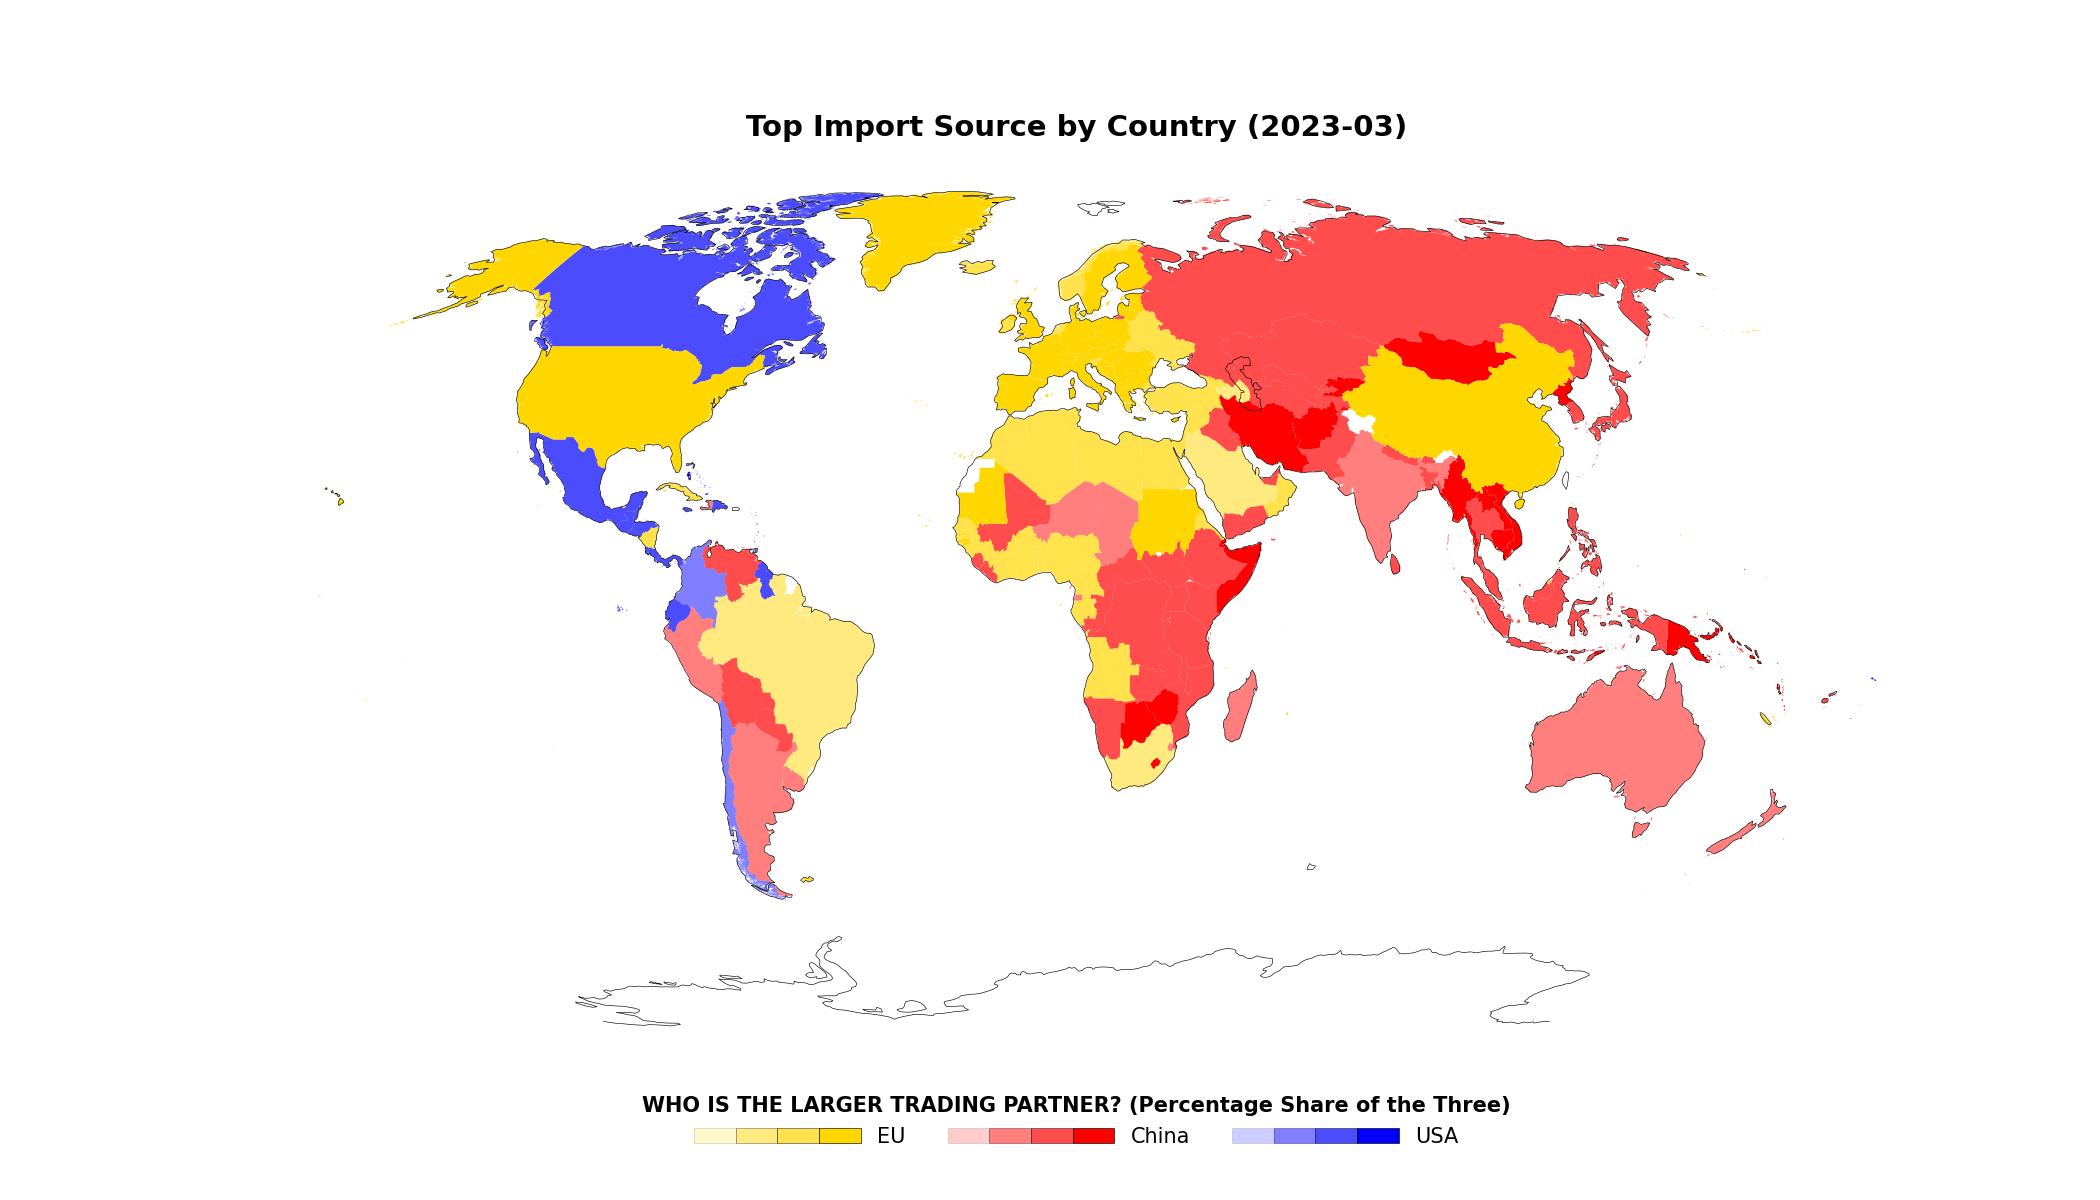 Top Import Source by Country (2023-03)
WHO IS THE LARGER TRADING PARTNER? (Percentage Share of the Three)
EU China USA